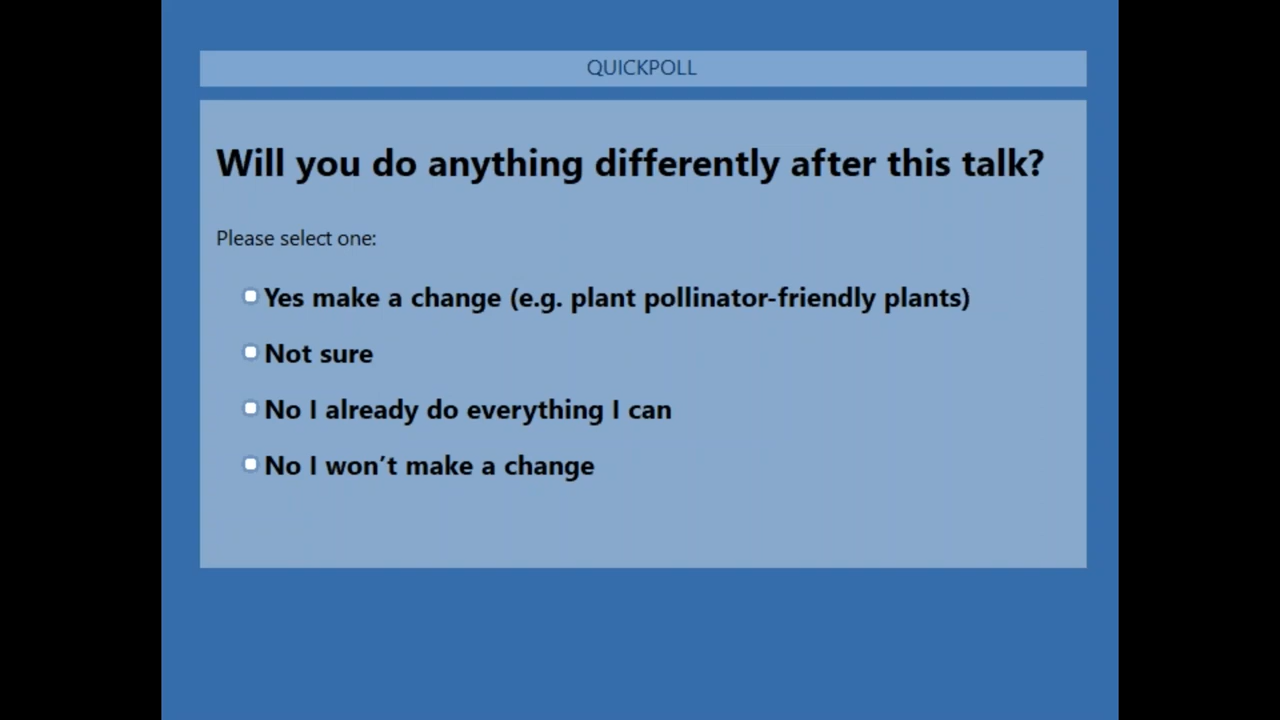 QUICKPOLL
Will you do anything differently after this talk?
Please select one:
Yes make a change (e.g. plant pollinator-friendly plants)
Not sure
No I already do everything I can
No I won’t make a change